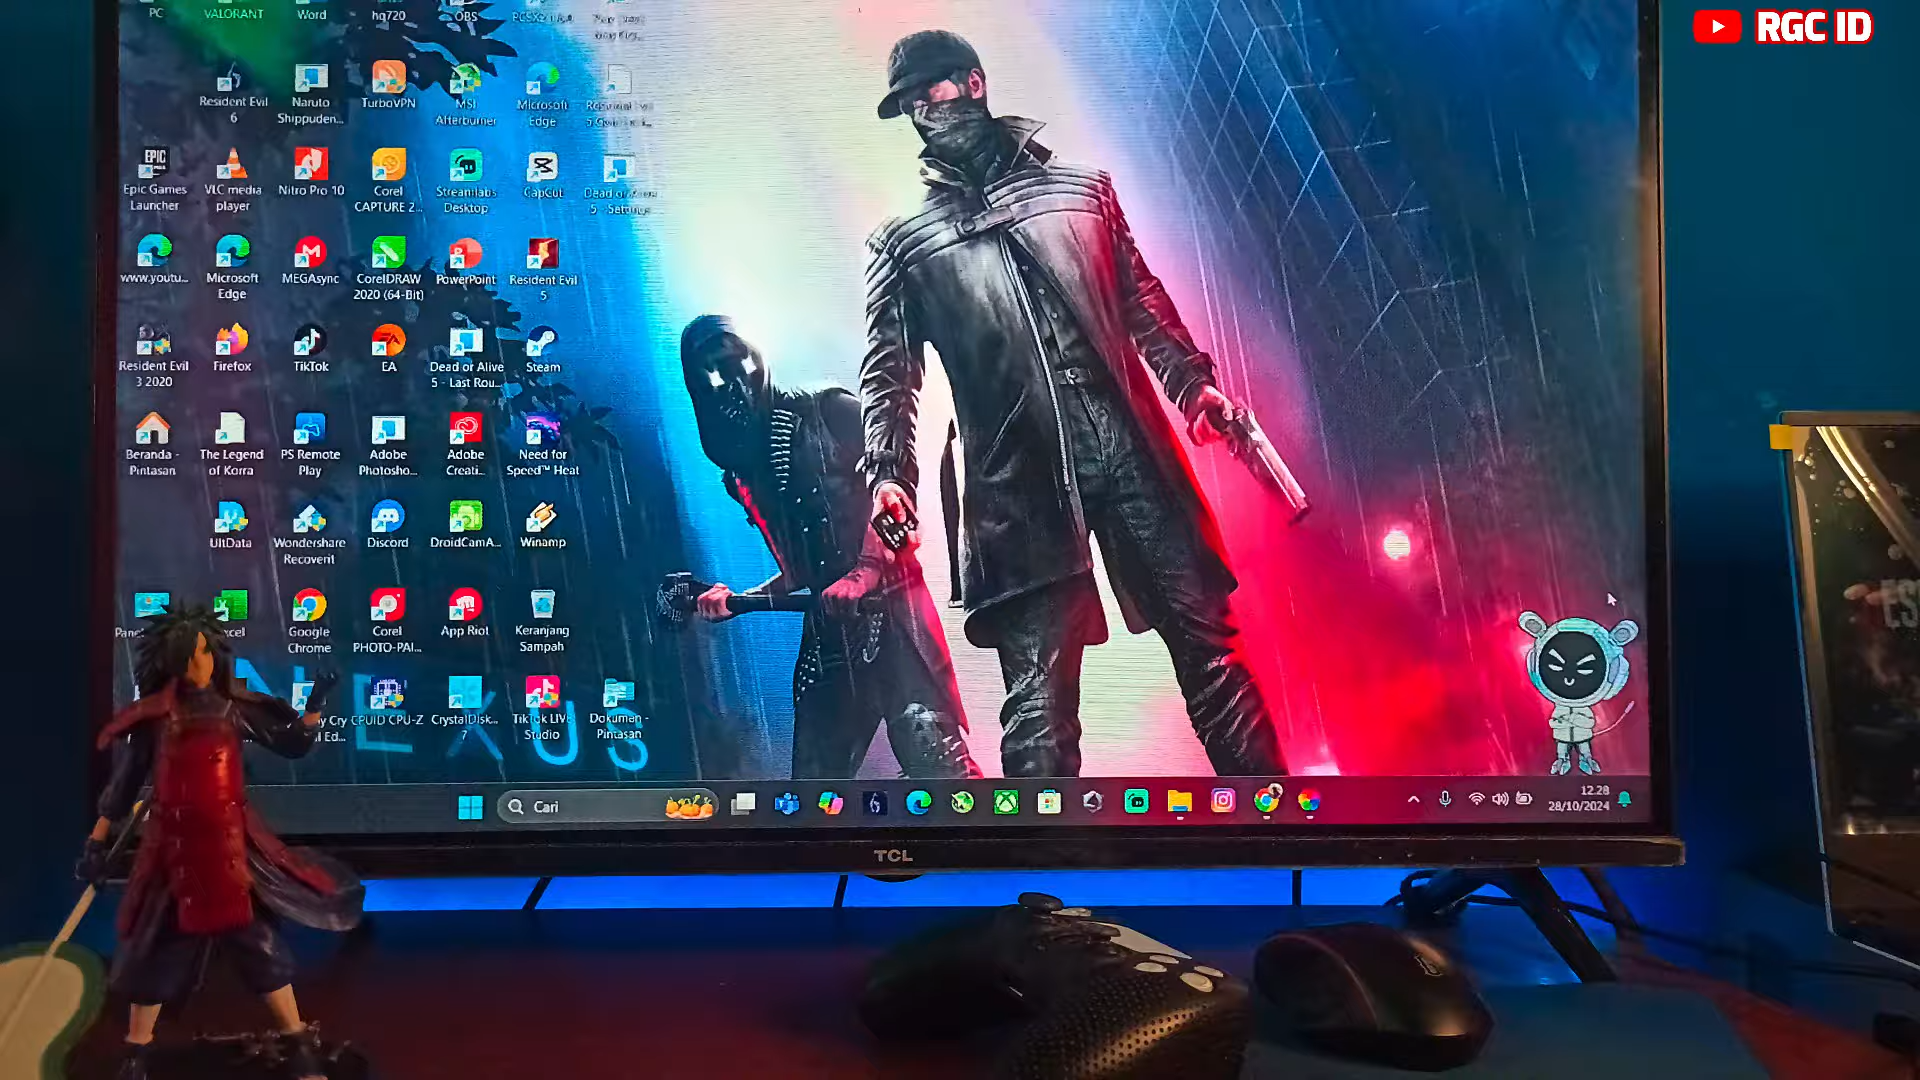 RGC ID
PC
VALORANT
Word
hq720
OBS
Resident Evil
6
Naruto
Shippuden...
TurboVPN
MSI
Afterburner
Microsoft
Edge
EPIC
Epic Games
Launcher
VLC media
player
Nitro Pro 10
Corel
CAPTURE 2...
Streamlabs
Desktop
CapCut
www.youtu...
Microsoft
Edge
MEGAsync
CorelDRAW
2020 (64-Bit)
PowerPoint
Resident Evil
5
Resident Evil
3 2020
Firefox
TikTok
EA
Dead or Alive
5 - Last Rou...
Steam
Beranda -
Pintasan
The Legend
of Korra
PS Remote
Play
Adobe
Photosho...
Adobe
Creati...
Need for
Speed™ Heat
UltData
Wondershare
Recoverit
Discord
DroidCamA...
Winamp
Google
Chrome
Corel
PHOTO-PAI...
App Riot
Keranjang
Sampah
CPUID CPU-Z
CrystalDisk...
7
TikTok LIVE
Studio
Dokuman -
Pintasan
NEXUS
Cari
12.28
28/10/2024
TCL